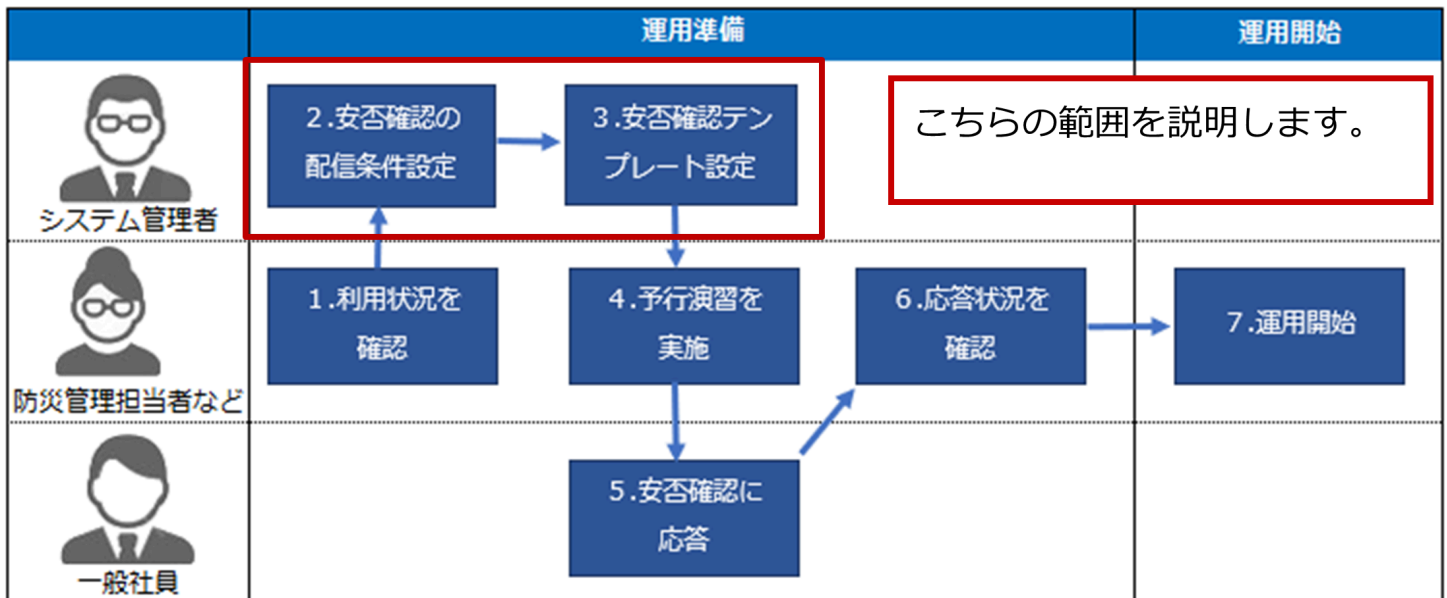 運用準備
運用開始
2.安否確認の
配信条件設定
3.安否確認テン
プレート設定
こちらの範囲を説明します。
システム管理者
1.利用状況を
確認
4.予行演習を
実施
6.応答状況を
確認
7.運用開始
防災管理担当者など
5.安否確認に
応答
一般社員